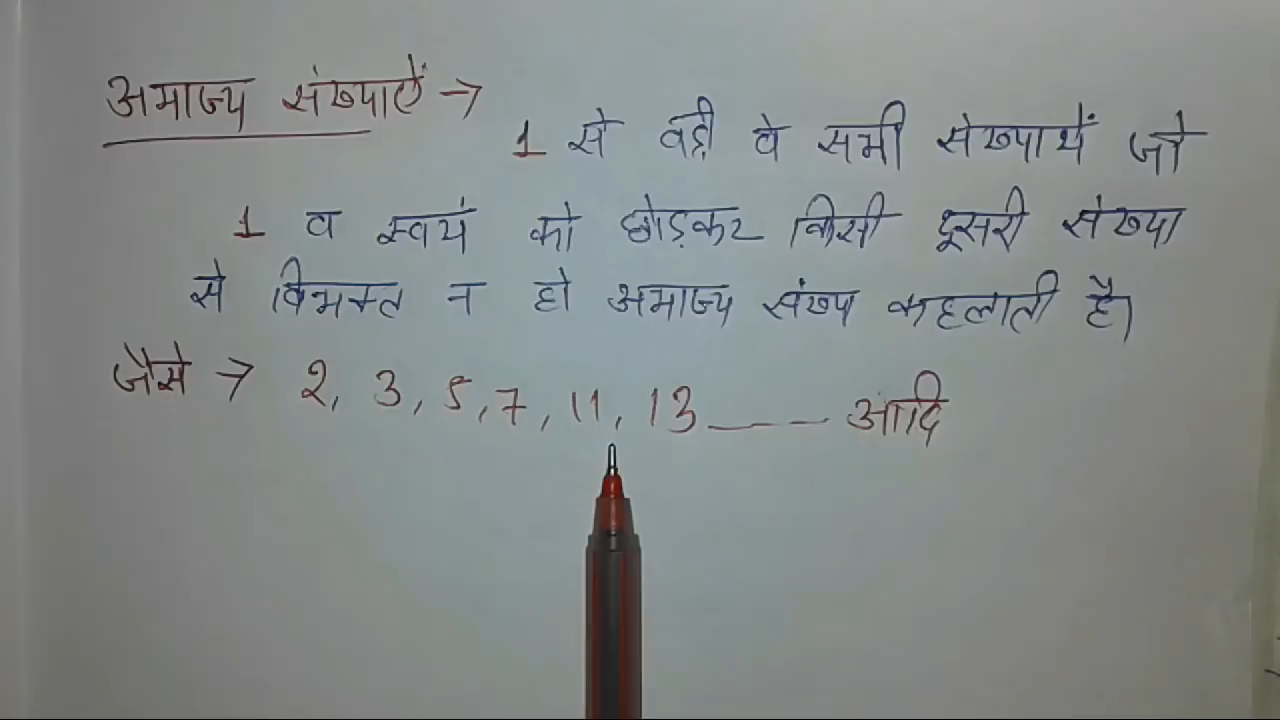 अभाज्य संख्याऐं →
1 से बड़ी वे सभी संख्यायें जो
1 व स्वयं को छोड़कर किसी दूसरी संख्या
से विभक्त न हो अभाज्य संख्या कहलाती है।
जैसे → 2, 3, 5, 7, 11, 13 _ _ _ आदि